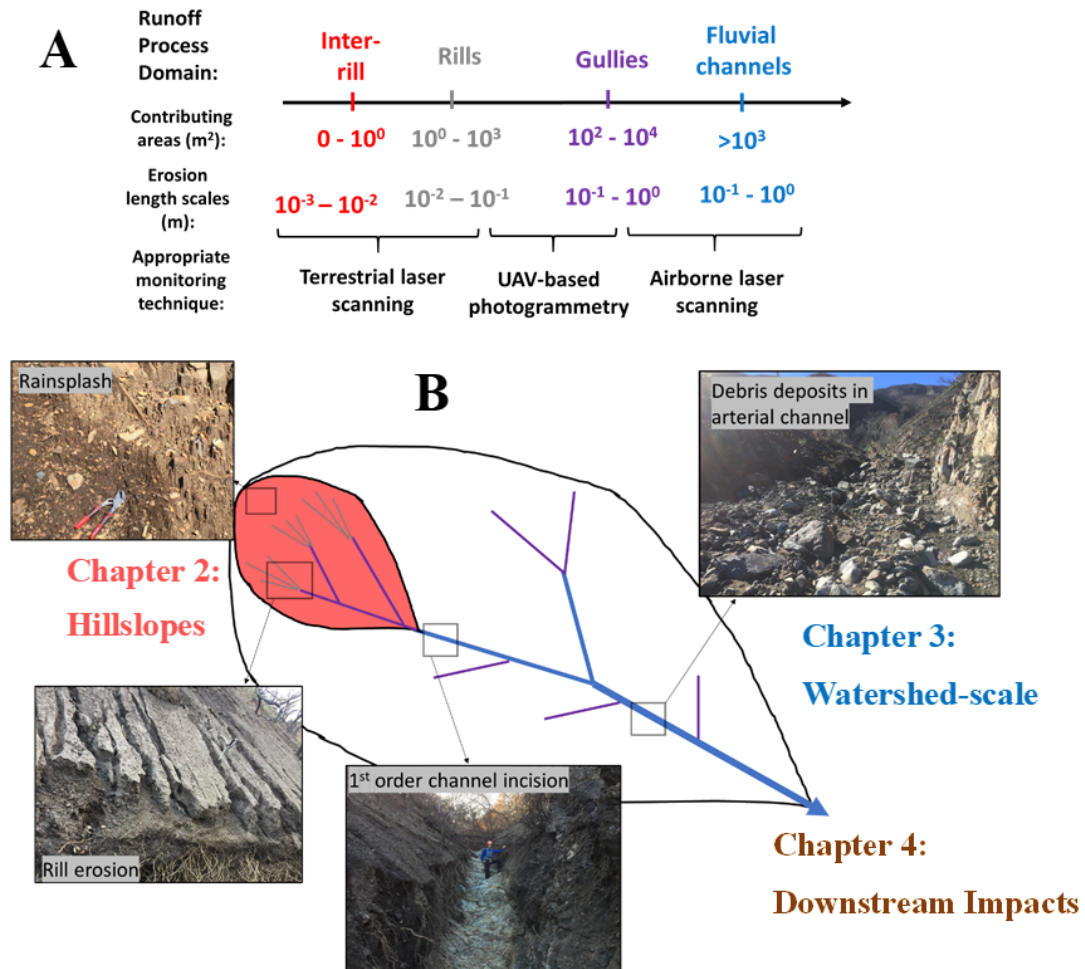 A
Runoff
Process
Domain:
Inter-
rill
Rills
Gullies
Fluvial
channels
Contributing
areas (m²):
0 - 10⁰
10⁰ - 10³
10² - 10⁴
>10³
Erosion
length scales
(m):
10⁻³ – 10⁻²
10⁻² – 10⁻¹
10⁻¹ - 10⁰
10⁻¹ - 10⁰
Appropriate
monitoring
technique:
Terrestrial laser
scanning
UAV-based
photogrammetry
Airborne laser
scanning
B
Rainsplash
Debris deposits in
arterial channel
Chapter 2:
Hillslopes
Chapter 3:
Watershed-scale
Rill erosion
1ˢᵗ order channel incision
Chapter 4:
Downstream Impacts